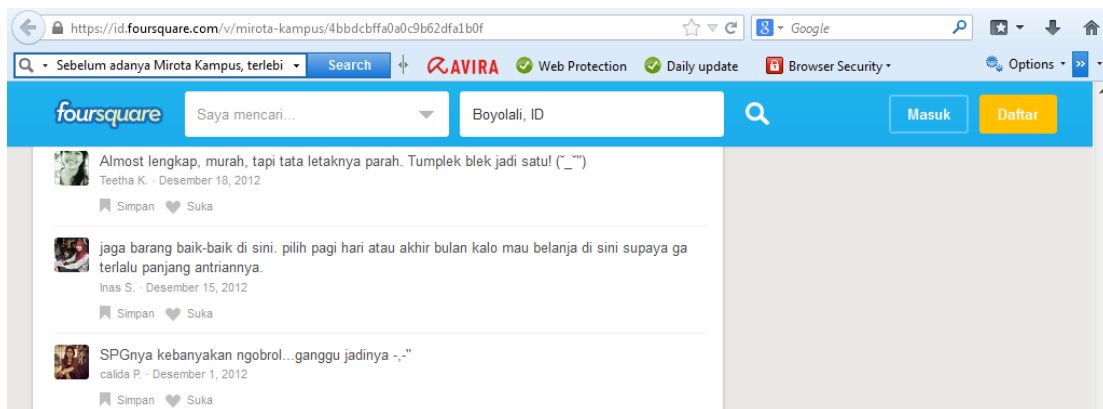 https://id.foursquare.com/v/mirota-kampus/4bbdcbffa0a0c9b62dfa1b0f
8 Google
Sebelum adanya Mirota Kampus, terlebi Search AVIRA Web Protection Daily update Browser Security Options »
foursquare Saya mencari... Boyolali, ID Masuk Daftar
Almost lengkap, murah, tapi tata letaknya parah. Tumplek blek jadi satu! (˘_˘")
Teetha K. · Desember 18, 2012
Simpan Suka
jaga barang baik-baik di sini. pilih pagi hari atau akhir bulan kalo mau belanja di sini supaya ga
terlalu panjang antriannya.
Inas S. · Desember 15, 2012
Simpan Suka
SPGnya kebanyakan ngobrol...ganggu jadinya -,-"
calida P. · Desember 1, 2012
Simpan Suka